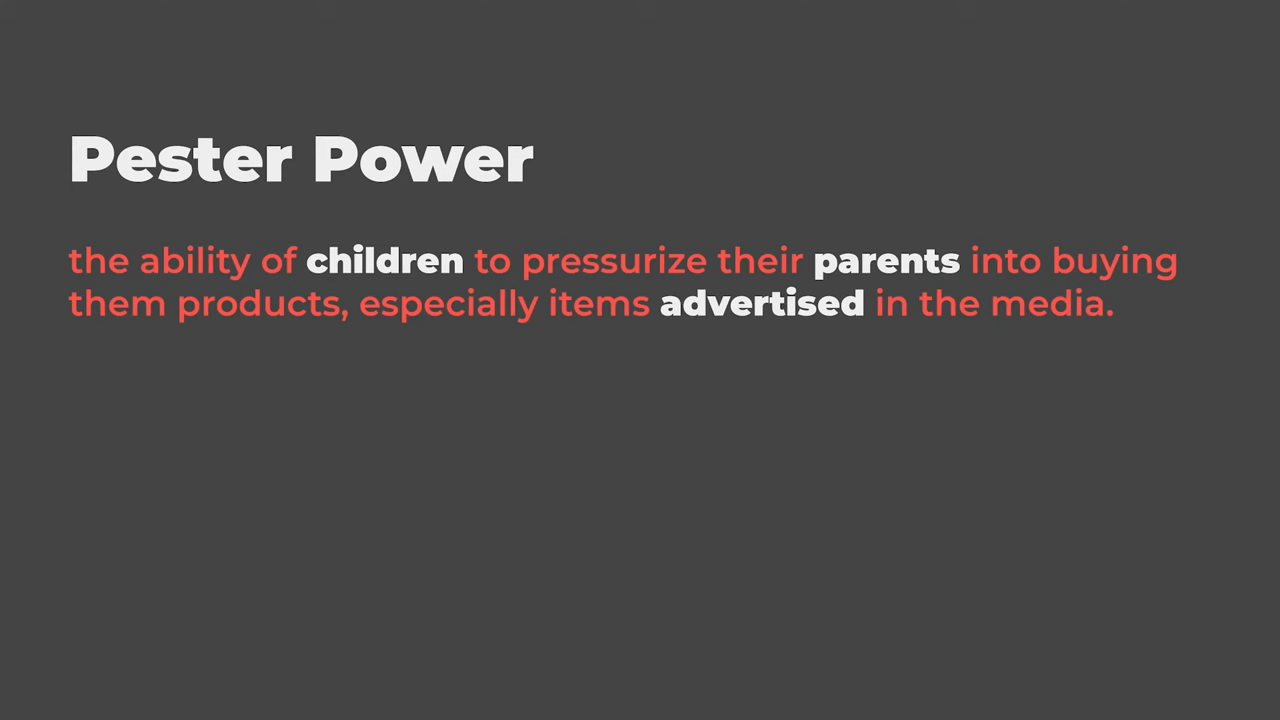 Pester Power
the ability of children to pressurize their parents into buying
them products, especially items advertised in the media.